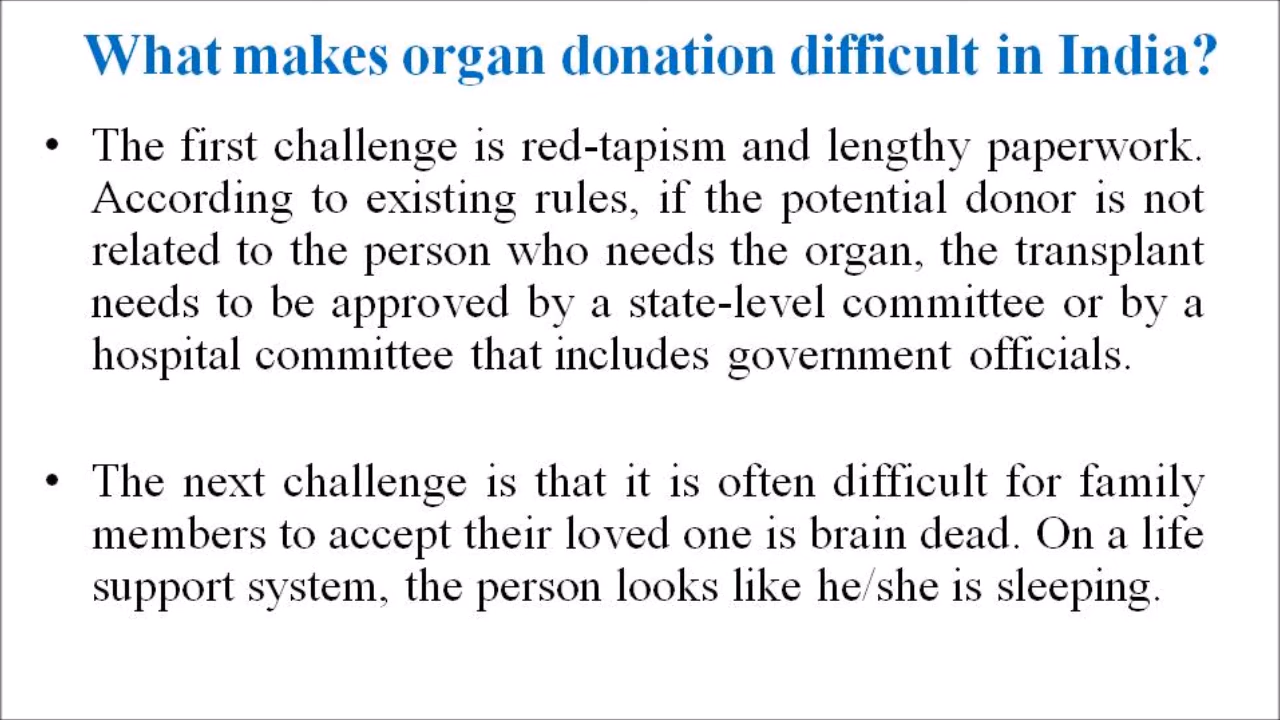 What makes organ donation difficult in India?
• The first challenge is red-tapism and lengthy paperwork.
According to existing rules, if the potential donor is not
related to the person who needs the organ, the transplant
needs to be approved by a state-level committee or by a
hospital committee that includes government officials.
• The next challenge is that it is often difficult for family
members to accept their loved one is brain dead. On a life
support system, the person looks like he/she is sleeping.